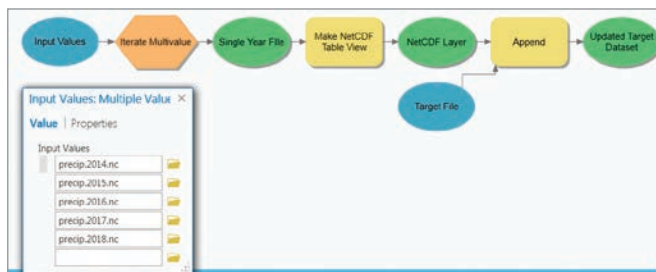 Input Values
Iterate Multivalue
Single Year File
Make NetCDF
Table View
NetCDF Layer
Append
Updated Target
Dataset
Target File
Input Values: Multiple Value ×
Value | Properties
Input Values
precip.2014.nc
precip.2015.nc
precip.2016.nc
precip.2017.nc
precip.2018.nc